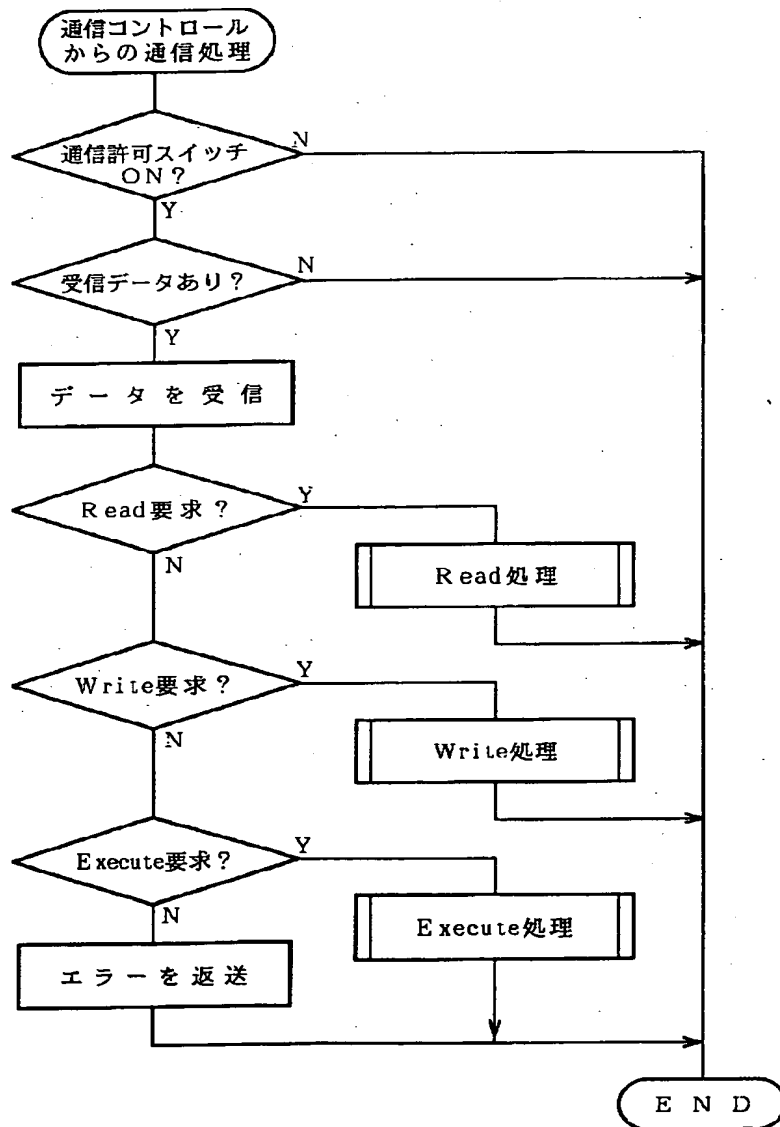 通信コントロール
からの通信処理
N
通信許可スイッチ
ON?
Y
N
受信データあり?
Y
データを受信
Y
Read要求?
N
Read処理
Y
Write要求?
N
Write処理
Y
Execute要求?
N
Execute処理
エラーを返送
END